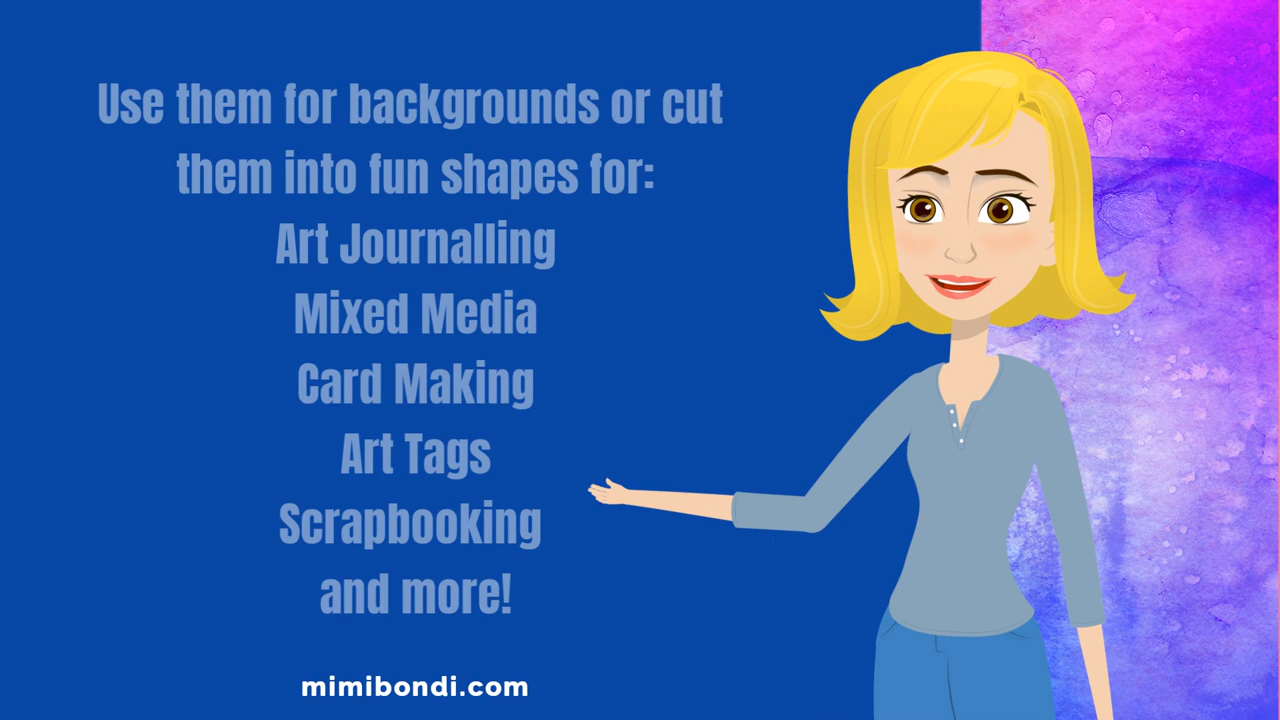 Use them for backgrounds or cut
them into fun shapes for:
Art Journalling
Mixed Media
Card Making
Art Tags
Scrapbooking
and more!
mimibondi.com